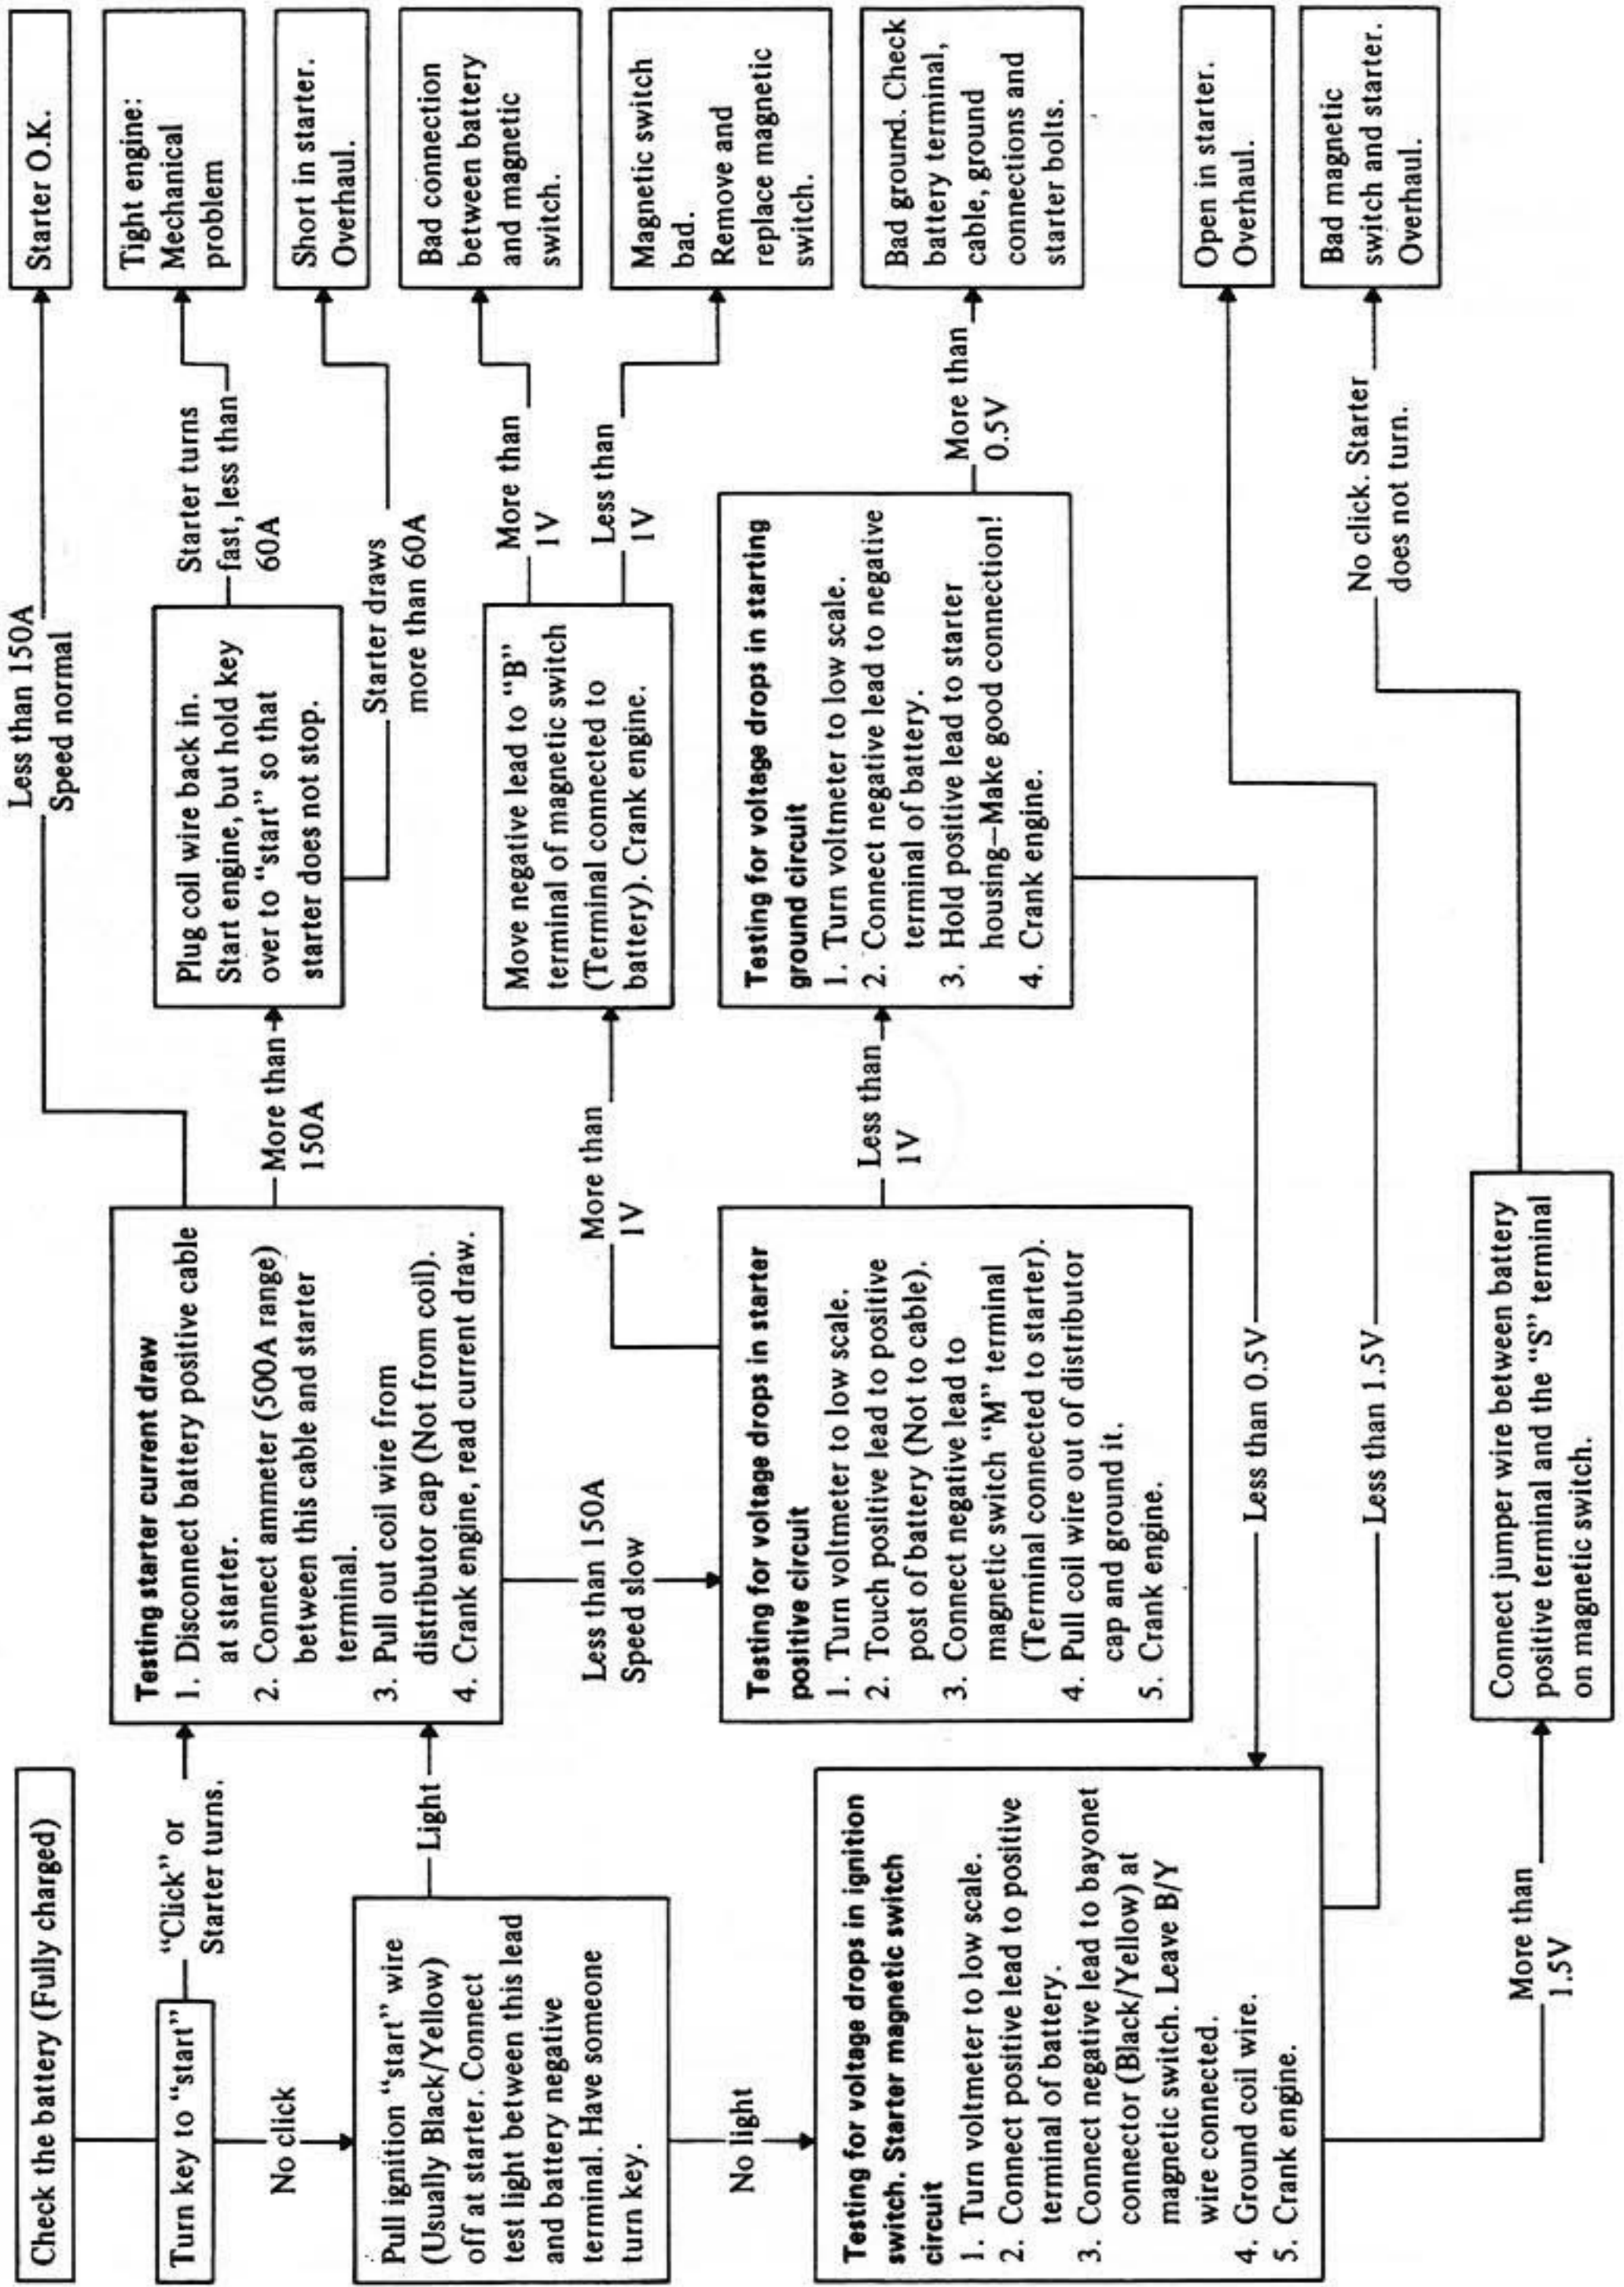 Check the battery (Fully charged)
Turn key to “start”
“Click” or
Starter turns.
No click
Pull ignition “start” wire
(Usually Black/Yellow)
off at starter. Connect
test light between this lead
and battery negative
terminal. Have someone
turn key.
Light
No light
Testing for voltage drops in ignition
switch. Starter magnetic switch
circuit
1. Turn voltmeter to low scale.
2. Connect positive lead to positive
terminal of battery.
3. Connect negative lead to bayonet
connector (Black/Yellow) at
magnetic switch. Leave B/Y
wire connected.
4. Ground coil wire.
5. Crank engine.
More than
1.5V
Testing starter current draw
1. Disconnect battery positive cable
at starter.
2. Connect ammeter (500A range)
between this cable and starter
terminal.
3. Pull out coil wire from
distributor cap (Not from coil).
4. Crank engine, read current draw.
Less than 150A
Speed slow
Testing for voltage drops in starter
positive circuit
1. Turn voltmeter to low scale.
2. Touch positive lead to positive
post of battery (Not to cable).
3. Connect negative lead to
magnetic switch “M” terminal
(Terminal connected to starter).
4. Pull coil wire out of distributor
cap and ground it.
5. Crank engine.
Less than 0.5V
Less than 1.5V
Connect jumper wire between battery
positive terminal and the “S” terminal
on magnetic switch.
Less than 150A
Speed normal
More than
150A
More than
1V
Less than
1V
Plug coil wire back in.
Start engine, but hold key
over to “start” so that
starter does not stop.
Starter turns
fast, less than
60A
Starter draws
more than 60A
Move negative lead to “B”
terminal of magnetic switch
(Terminal connected to
battery). Crank engine.
More than
1V
Less than
1V
Testing for voltage drops in starting
ground circuit
1. Turn voltmeter to low scale.
2. Connect negative lead to negative
terminal of battery.
3. Hold positive lead to starter
housing–Make good connection!
4. Crank engine.
More than
0.5V
No click. Starter
does not turn.
Starter O.K.
Tight engine:
Mechanical
problem
Short in starter.
Overhaul.
Bad connection
between battery
and magnetic
switch.
Magnetic switch
bad.
Remove and
replace magnetic
switch.
Bad ground. Check
battery terminal,
cable, ground
connections and
starter bolts.
Open in starter.
Overhaul.
Bad magnetic
switch and starter.
Overhaul.